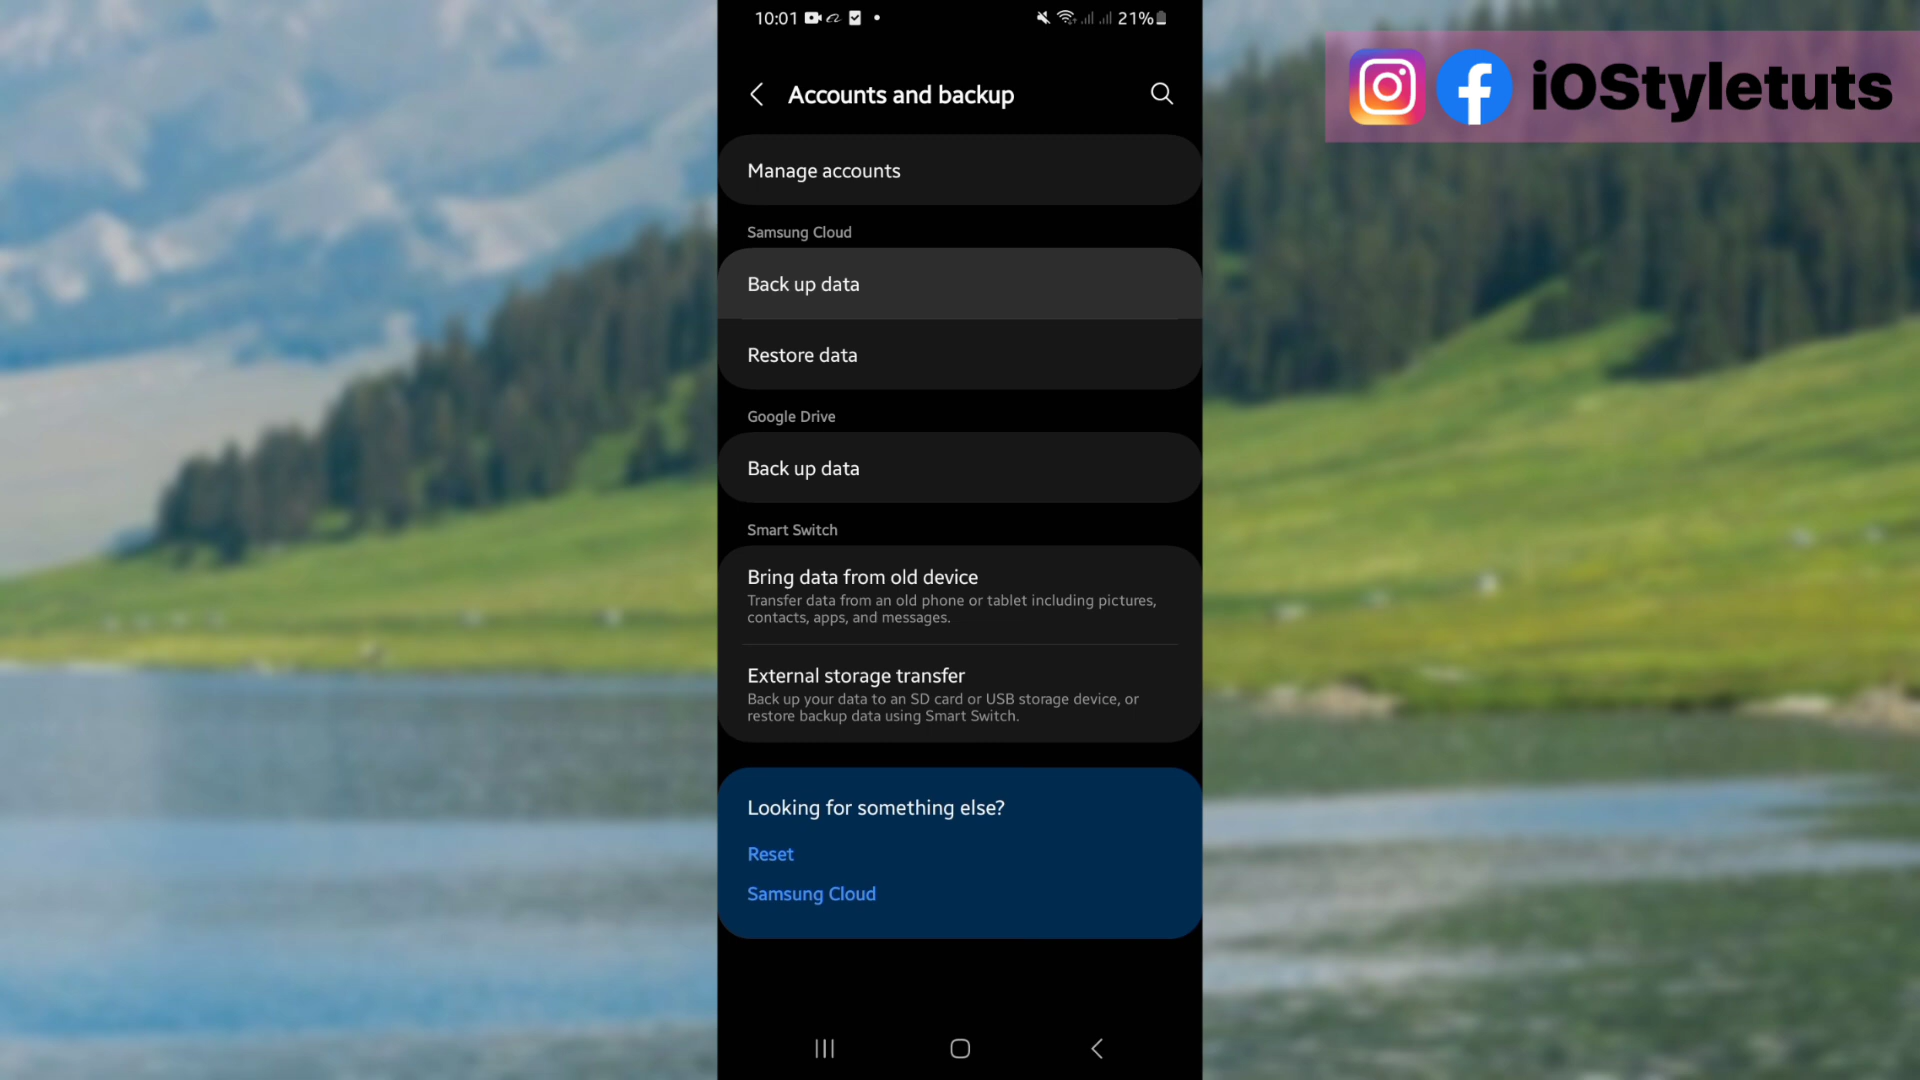 10:01
21%
iOStyletuts
Accounts and backup
Manage accounts
Samsung Cloud
Back up data
Restore data
Google Drive
Back up data
Smart Switch
Bring data from old device
Transfer data from an old phone or tablet including pictures,
contacts, apps, and messages.
External storage transfer
Back up your data to an SD card or USB storage device, or
restore backup data using Smart Switch.
Looking for something else?
Reset
Samsung Cloud